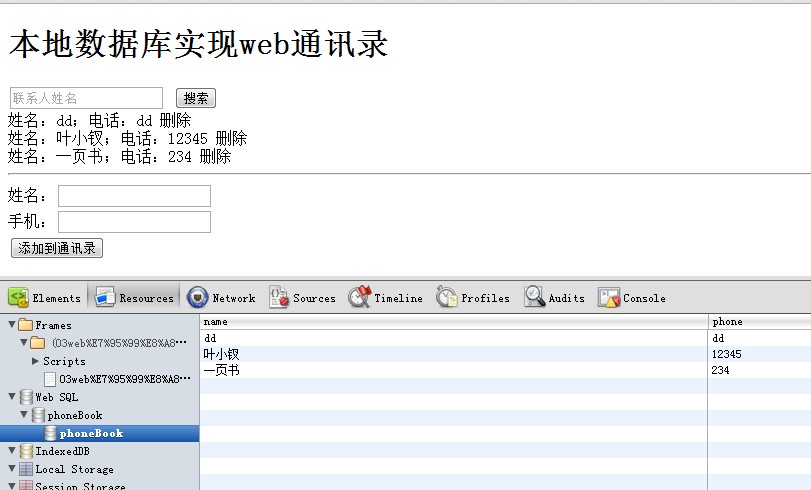 本地数据库实现web通讯录
联系人姓名 搜索
姓名：dd；电话：dd 删除
姓名：叶小钗；电话：12345 删除
姓名：一页书；电话：234 删除
姓名：
手机：
添加到通讯录
Elements Resources Network Sources Timeline Profiles Audits Console
Frames
(03web%E7%95%99%E8%A8…
Scripts
03web%E7%95%99%E8%A8…
Web SQL
phoneBook
phoneBook
IndexedDB
Local Storage
Session Storage
name phone
dd dd
叶小钗 12345
一页书 234